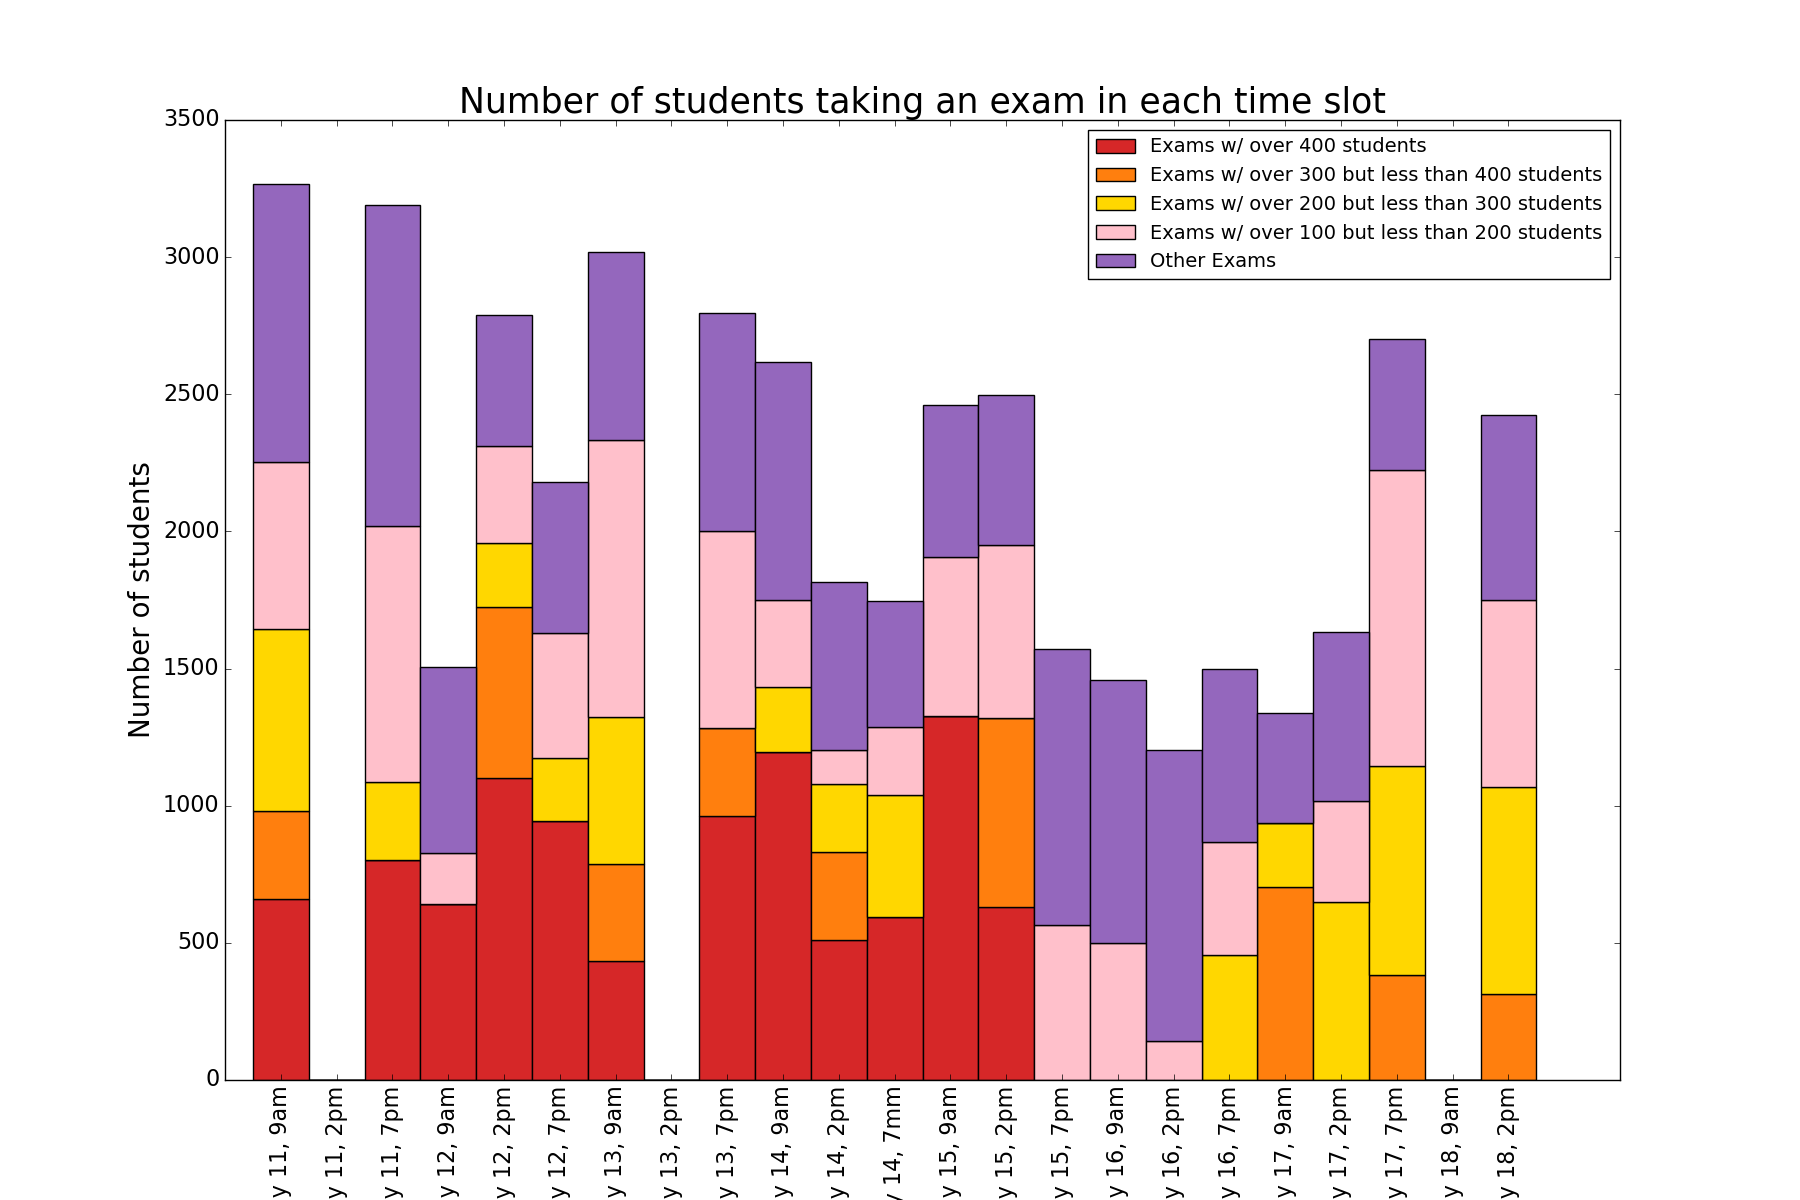 Number of students taking an exam in each time slot
3500
3000
2500
2000
1500
1000
500
0
Number of students
Exams w/ over 400 students
Exams w/ over 300 but less than 400 students
Exams w/ over 200 but less than 300 students
Exams w/ over 100 but less than 200 students
Other Exams
y 11, 9am
y 11, 2pm
y 11, 7pm
y 12, 9am
y 12, 2pm
y 12, 7pm
y 13, 9am
y 13, 2pm
y 13, 7pm
y 14, 9am
y 14, 2pm
y 14, 7mm
y 15, 9am
y 15, 2pm
y 15, 7pm
y 16, 9am
y 16, 2pm
y 16, 7pm
y 17, 9am
y 17, 2pm
y 17, 7pm
y 18, 9am
y 18, 2pm